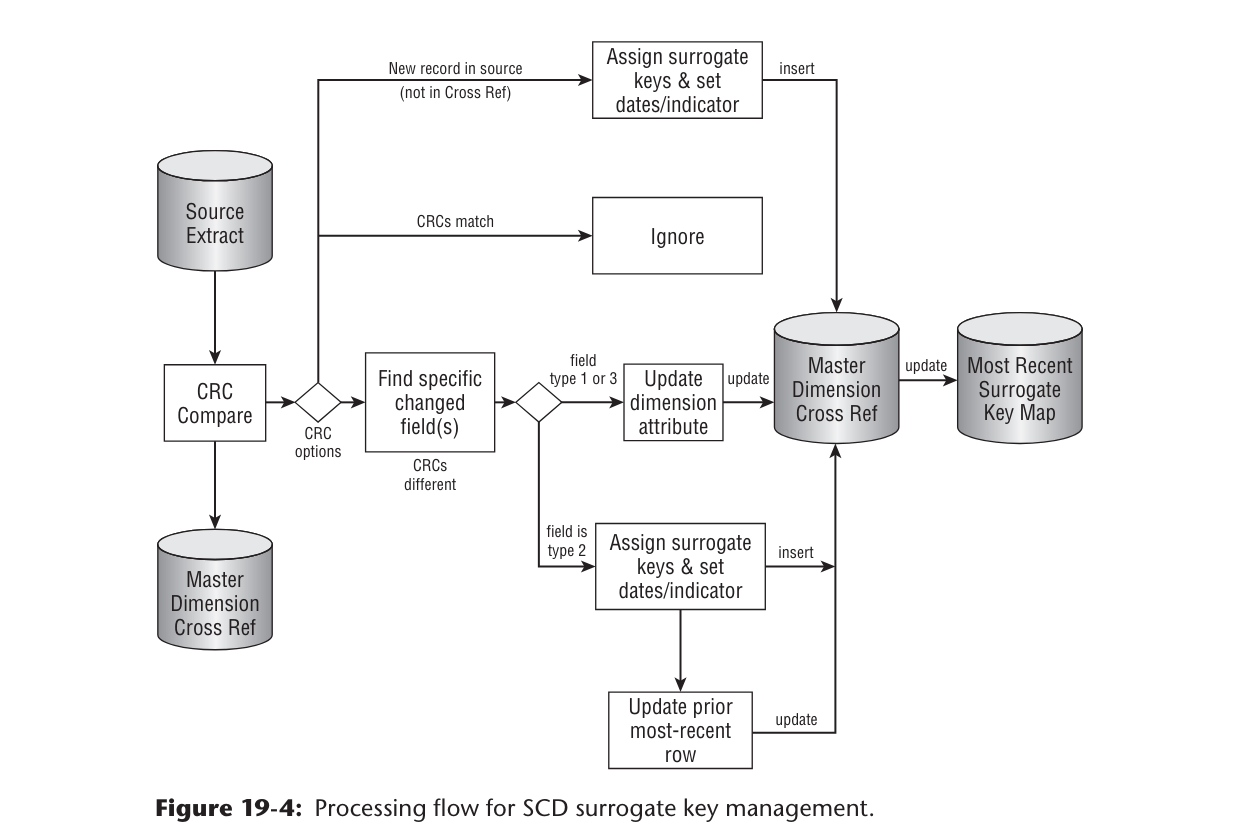 New record in source
(not in Cross Ref)
Assign surrogate
keys & set
dates/indicator
insert
Source
Extract
CRCs match
Ignore
CRC
Compare
CRC
options
Find specific
changed
field(s)
CRCs
different
field
type 1 or 3
Update
dimension
attribute
update
Master
Dimension
Cross Ref
update
Most Recent
Surrogate
Key Map
Master
Dimension
Cross Ref
field is
type 2
Assign surrogate
keys & set
dates/indicator
insert
Update prior
most-recent
row
update
Figure 19-4: Processing flow for SCD surrogate key management.